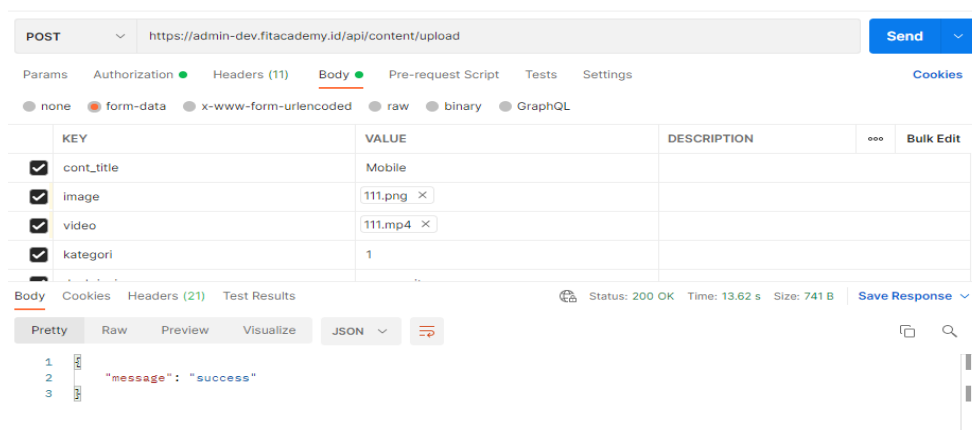 POST https://admin-dev.fitacademy.id/api/content/upload Send
Params Authorization Headers (11) Body Pre-request Script Tests Settings Cookies
none form-data x-www-form-urlencoded raw binary GraphQL
KEY VALUE DESCRIPTION ooo Bulk Edit
cont_title Mobile
image 111.png ×
video 111.mp4 ×
kategori 1
Body Cookies Headers (21) Test Results Status: 200 OK Time: 13.62 s Size: 741 B Save Response
Pretty Raw Preview Visualize JSON
1 {
2 "message": "success"
3 }